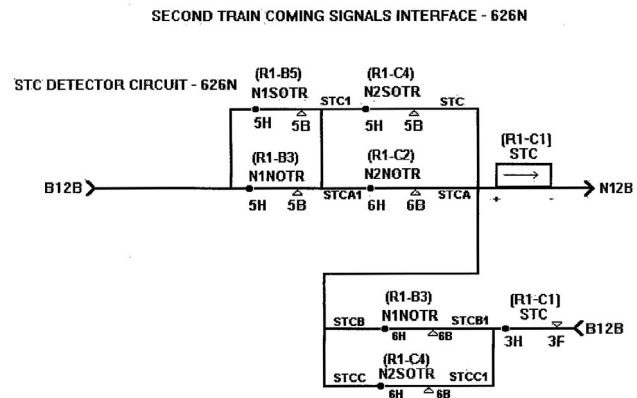 SECOND TRAIN COMING SIGNALS INTERFACE - 626N
STC DETECTOR CIRCUIT - 626N
(R1-B5)
N1SOTR
5H
5B
STC1
(R1-C4)
N2SOTR
5H
5B
STC
B12B
(R1-B3)
N1NOTR
5H
5B
STCA1
(R1-C2)
N2NOTR
6H
6B
STCA
(R1-C1)
STC
+
-
N12B
STCB
(R1-B3)
N1NOTR
6H
6B
STCB1
(R1-C1)
STC
3H
3F
B12B
STCC
(R1-C4)
N2SOTR
6H
6B
STCC1